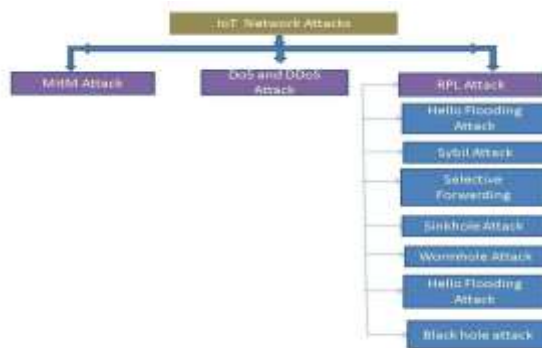 IoT Network Attacks
MitM Attack
DoS and DDoS
Attack
RPL Attack
Hello Flooding
Attack
Sybil Attack
Selective
Forwarding
Sinkhole Attack
Wormhole Attack
Hello Flooding
Attack
Black hole attack